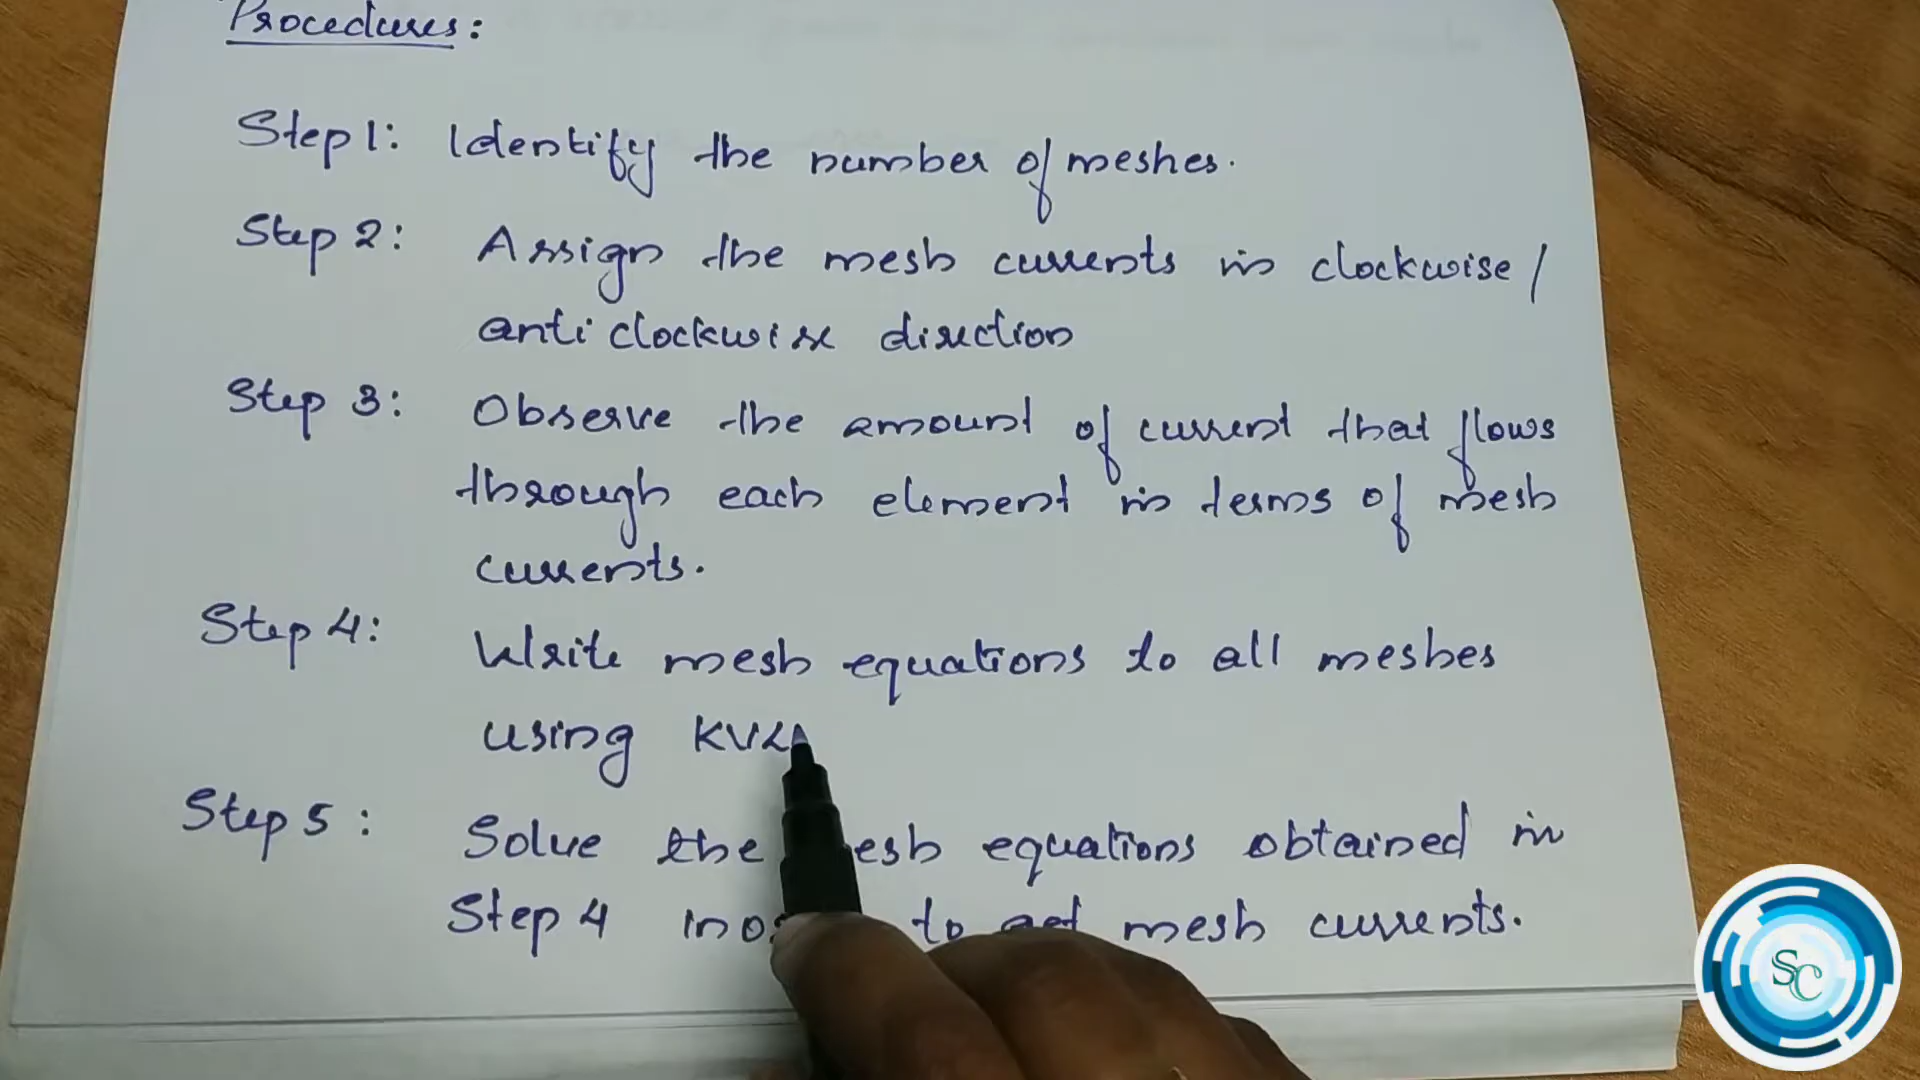 Procedures:
Step 1: Identify the number of meshes.
Step 2: Assign the mesh currents in clockwise/
anti clockwise direction
Step 3: Observe the amount of current that flows
through each element in terms of mesh
currents.
Step 4: Write mesh equations to all meshes
using KVL
Step 5: Solve the mesh equations obtained in
Step 4 to get mesh currents.
SC